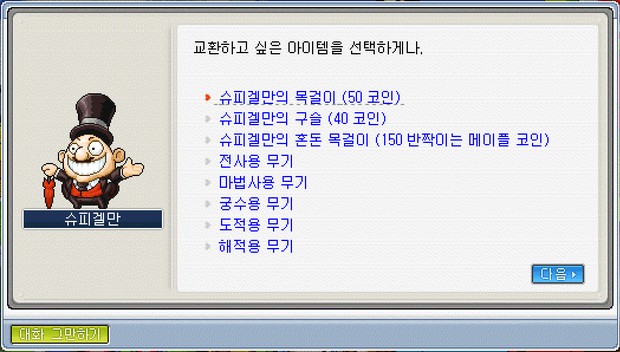 교환하고 싶은 아이템을 선택하게나.
슈피겔만의 목걸이 (50 코인)
슈피겔만의 구슬 (40 코인)
슈피겔만의 혼돈 목걸이 (150 반짝이는 메이플 코인)
전사용 무기
마법사용 무기
궁수용 무기
도적용 무기
해적용 무기
슈피겔만
다음
대화 그만하기